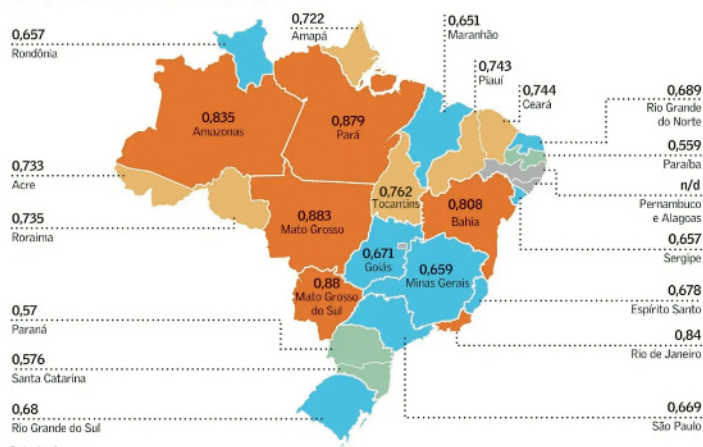 0,657
Rondônia
0,722
Amapá
0,651
Maranhão
0,743
Piauí
0,744
Ceará
0,689
Rio Grande
do Norte
0,559
Paraíba
n/d
Pernambuco
e Alagoas
0,657
Sergipe
0,678
Espírito Santo
0,84
Rio de Janeiro
0,669
São Paulo
0,835
Amazonas
0,879
Pará
0,733
Acre
0,735
Roraima
0,883
Mato Grosso
0,762
Tocantins
0,808
Bahia
0,671
Goiás
0,659
Minas Gerais
0,88
Mato Grosso
do Sul
0,57
Paraná
0,576
Santa Catarina
0,68
Rio Grande do Sul